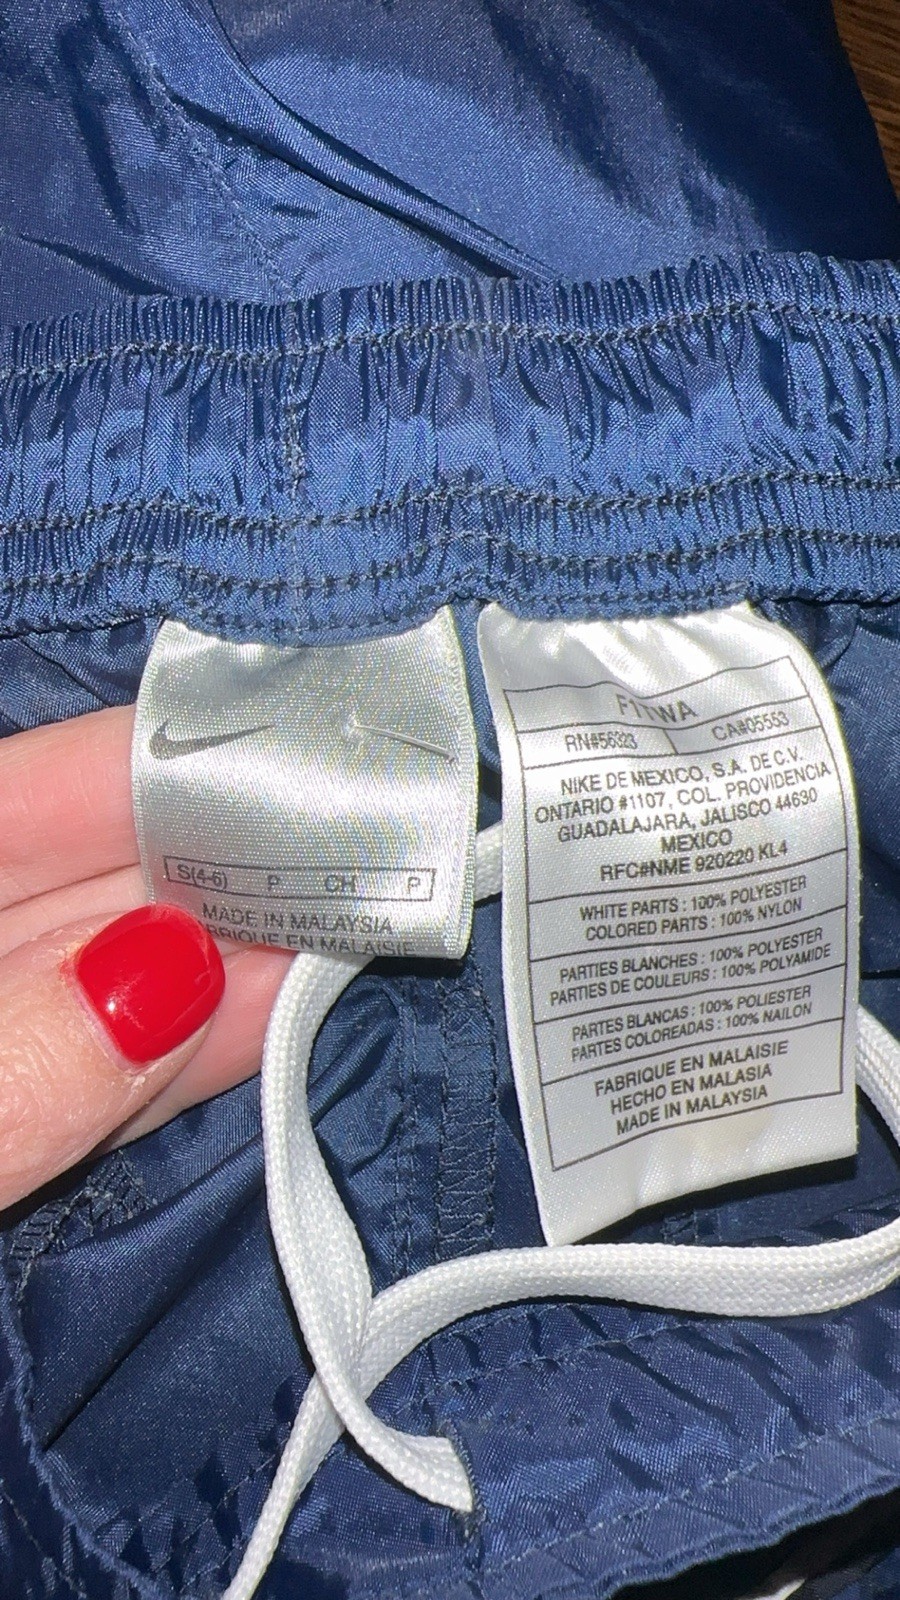 S(4-6) P CH P
MADE IN MALAYSIA
FABRIQUE EN MALAISIE
RN#56323 CA#05553
NIKE DE MEXICO, S.A. DE C.V.
ONTARIO #1107, COL. PROVIDENCIA
GUADALAJARA, JALISCO 44630
MEXICO
RFC#NME 920220 KL4
WHITE PARTS : 100% POLYESTER
COLORED PARTS : 100% NYLON
PARTIES BLANCHES : 100% POLYESTER
PARTIES DE COULEURS : 100% POLYAMIDE
PARTES BLANCAS : 100% POLIESTER
PARTES COLOREADAS : 100% NAILON
FABRIQUE EN MALAISIE
HECHO EN MALASIA
MADE IN MALAYSIA